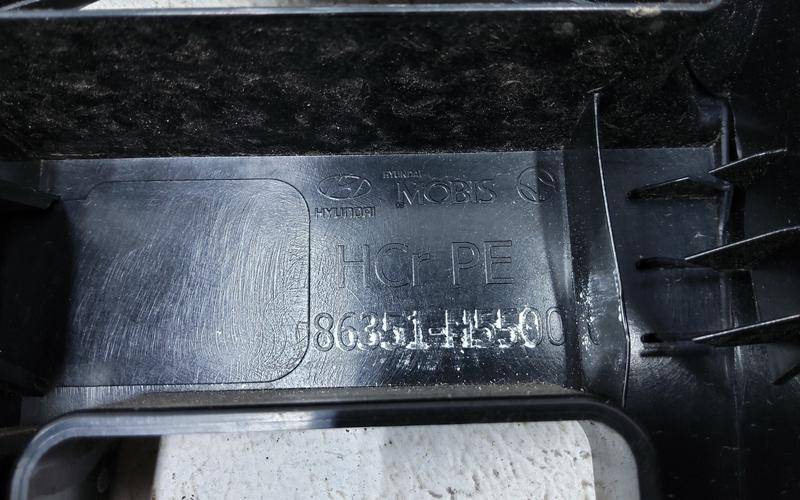 HYUNDAI MOBIS
HYUNDAI
HCr PE
86351-H5500